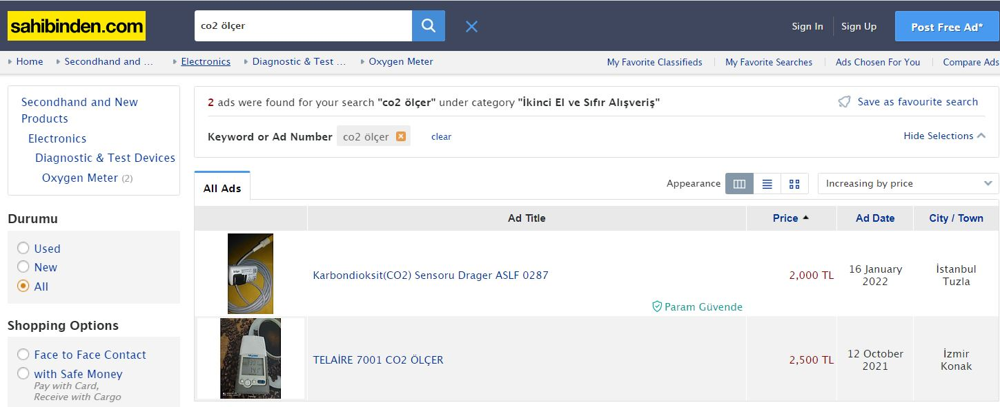 sahibinden.com
co2 ölçer
Sign In
Sign Up
Post Free Ad*
Home
Secondhand and ...
Electronics
Diagnostic & Test ...
Oxygen Meter
My Favorite Classifieds
My Favorite Searches
Ads Chosen For You
Compare Ads
Secondhand and New
Products
Electronics
Diagnostic & Test Devices
Oxygen Meter (2)
Durumu
Used
New
All
Shopping Options
Face to Face Contact
with Safe Money
Pay with Card,
Receive with Cargo
2 ads were found for your search "co2 ölçer" under category "İkinci El ve Sıfır Alışveriş"
Save as favourite search
Keyword or Ad Number
co2 ölçer
clear
Hide Selections
All Ads
Appearance
Increasing by price
Ad Title
Price
Ad Date
City / Town
Karbondioksit(CO2) Sensoru Drager ASLF 0287
Param Güvende
2,000 TL
16 January
2022
İstanbul
Tuzla
TELAIRE
TELAİRE 7001 CO2 ÖLÇER
2,500 TL
12 October
2021
İzmir
Konak